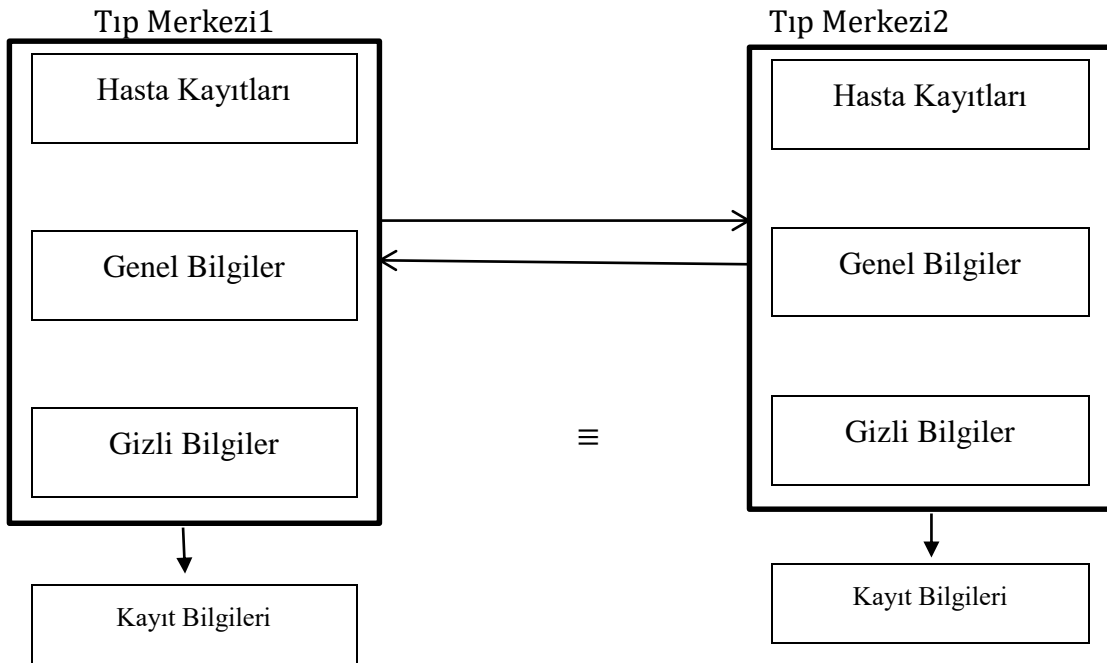 Tıp Merkezi1
Hasta Kayıtları
Genel Bilgiler
Gizli Bilgiler
Kayıt Bilgileri
≡
Tıp Merkezi2
Hasta Kayıtları
Genel Bilgiler
Gizli Bilgiler
Kayıt Bilgileri